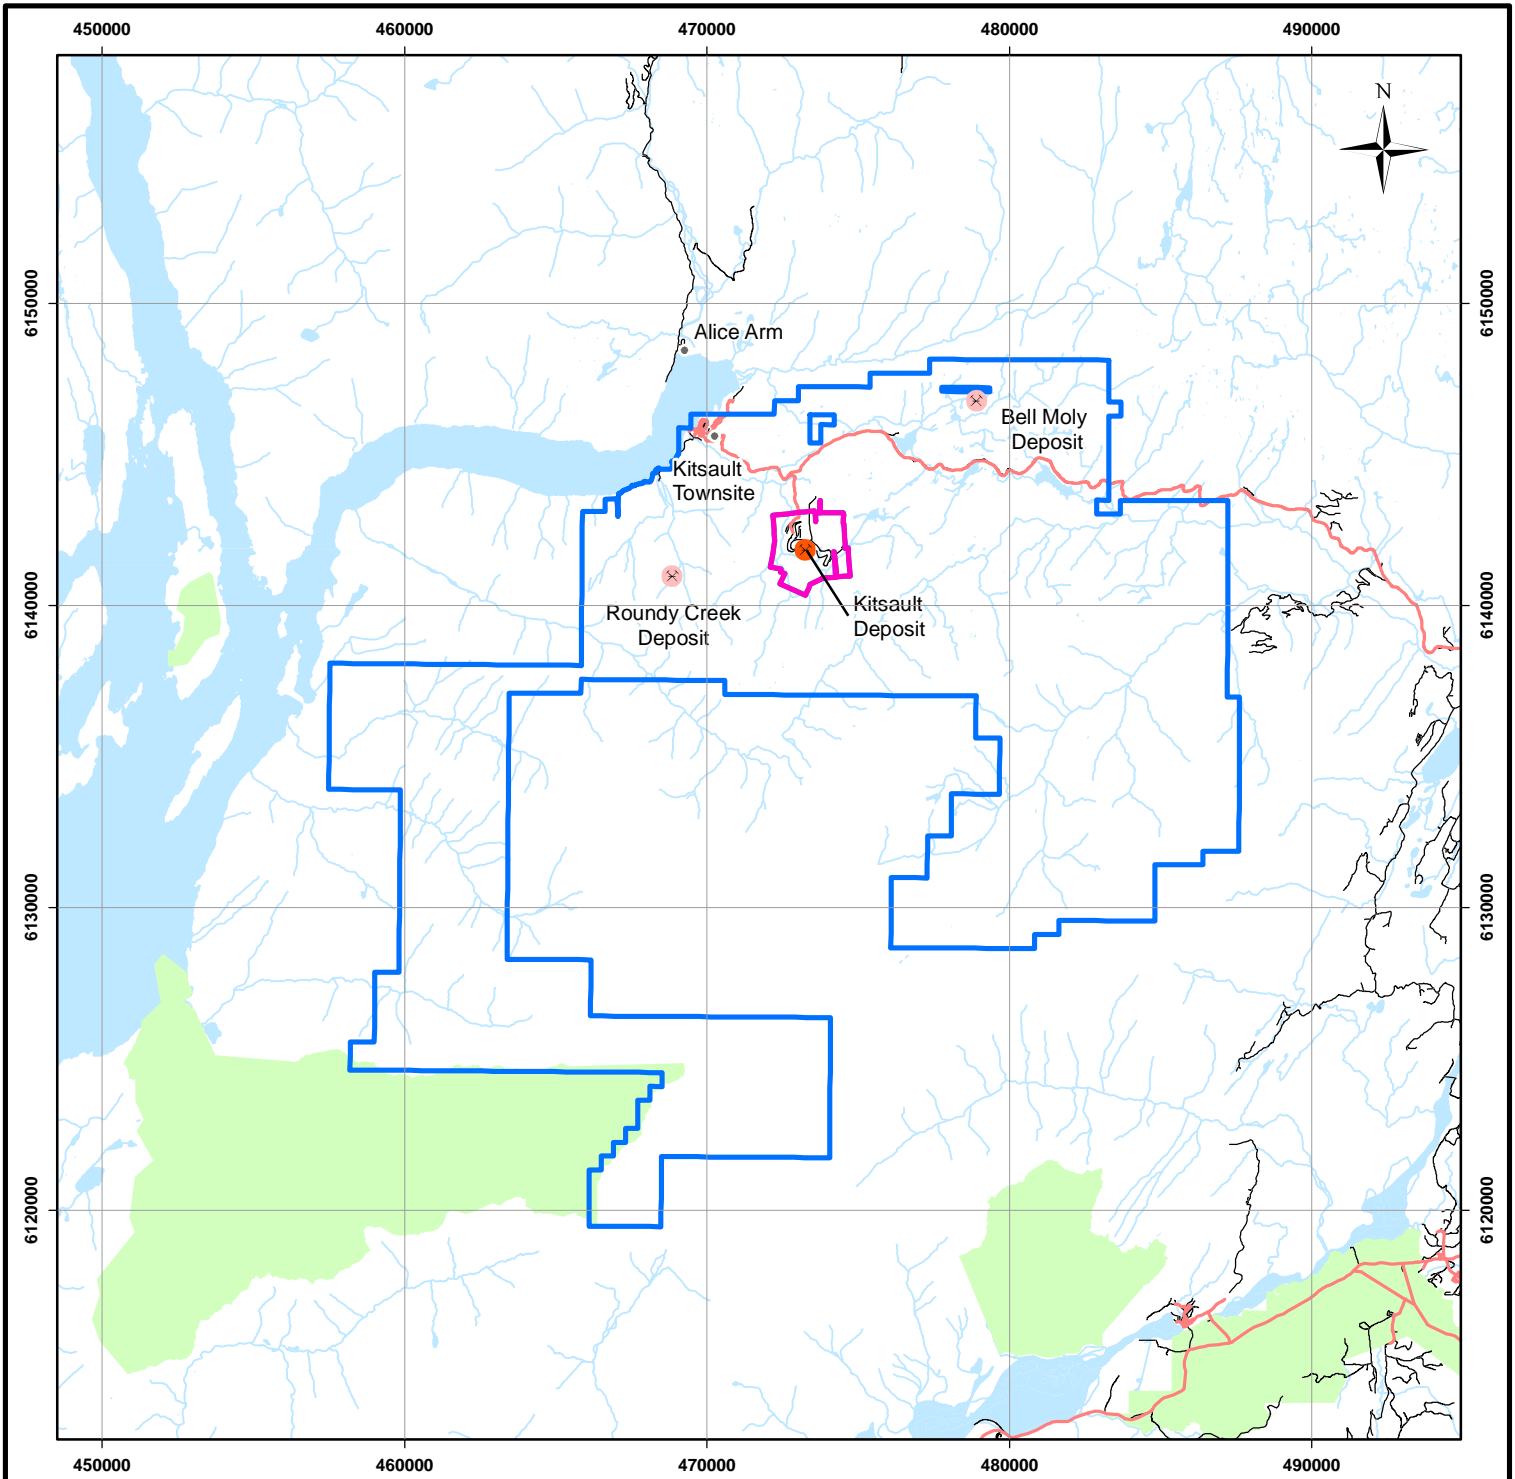 450000 460000 470000 480000 490000
N
6150000 6150000
Alice Arm
Bell Moly
Deposit
Kitsault
Townsite
6140000 6140000
Roundy Creek
Deposit
Kitsault
Deposit
6130000 6130000
6120000 6120000
450000 460000 470000 480000 490000